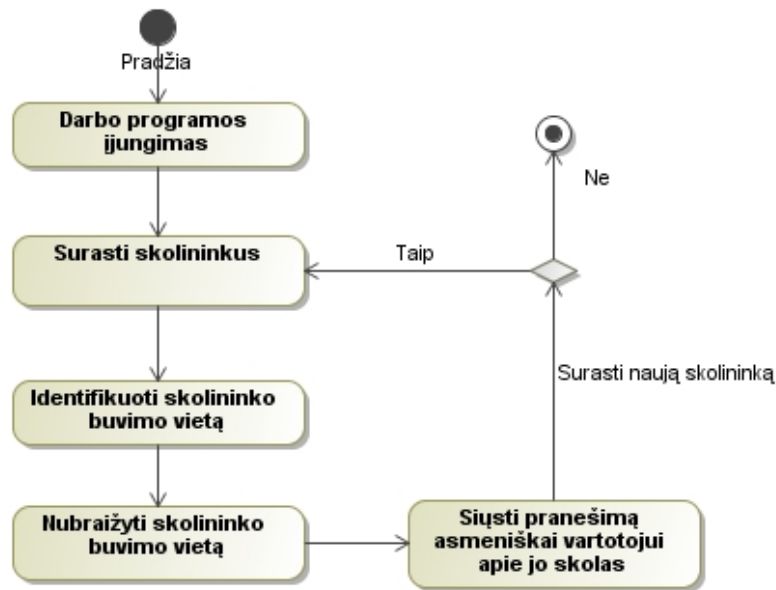 Pradžia
Darbo programos
įjungimas
Ne
Surasti skolininkus
Taip
Surasti naują skolininką
Identifikuoti skolininko
buvimo vietą
Nubraižyti skolininko
buvimo vietą
Siųsti pranešimą
asmeniškai vartotojui
apie jo skolas